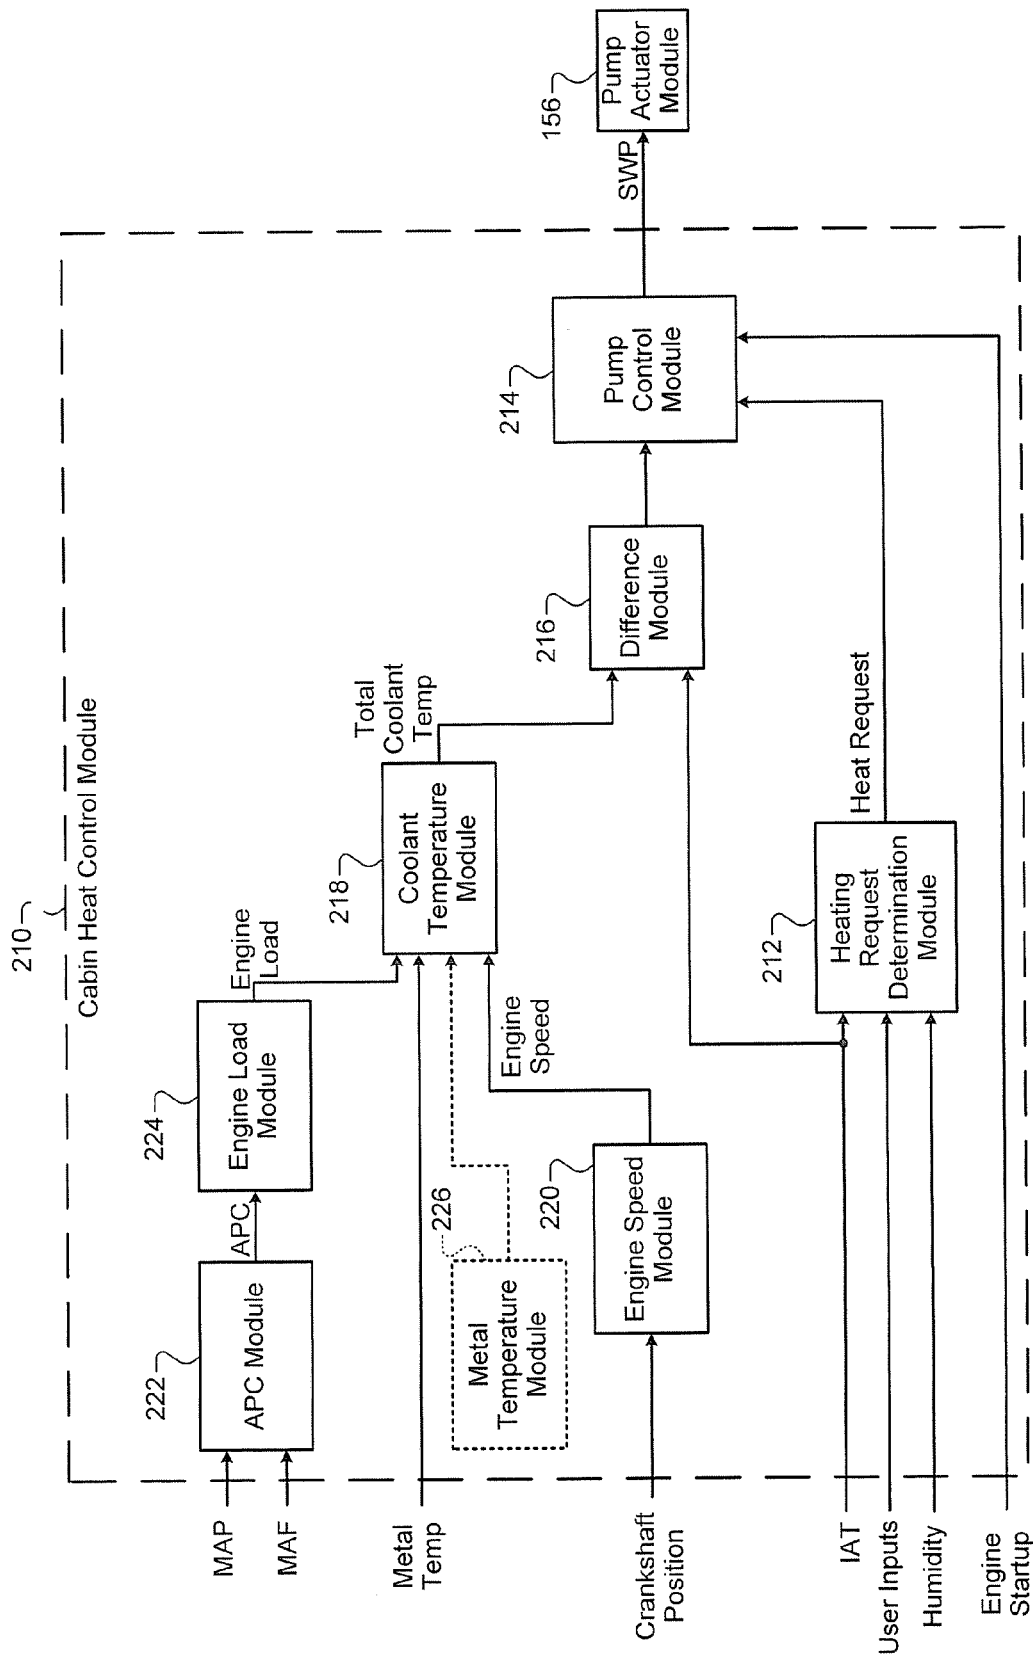 210
Cabin Heat Control Module
MAP
MAF
222
APC Module
APC
224
Engine Load
Module
Engine
Load
Metal
Temp
226
Metal
Temperature
Module
218
Coolant
Temperature
Module
Total
Coolant
Temp
Crankshaft
Position
220
Engine Speed
Module
Engine
Speed
216
Difference
Module
214
Pump
Control
Module
SWP
156
Pump
Actuator
Module
IAT
User Inputs
Humidity
212
Heating
Request
Determination
Module
Heat Request
Engine
Startup